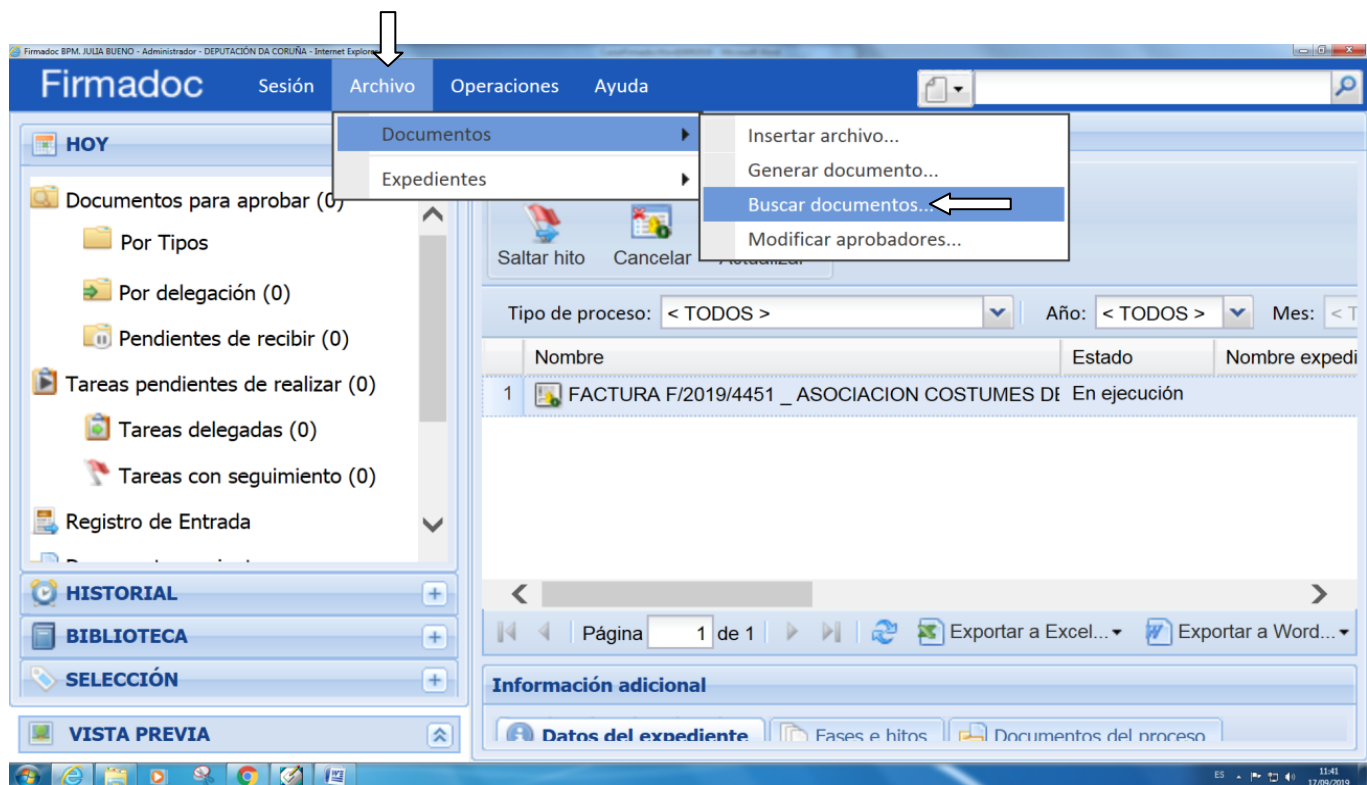 Firmadoc BPM. JULIA BUENO - Administrador - DEPUTACIÓN DA CORUÑA - Internet Explorer
Firmadoc Sesión Archivo Operaciones Ayuda
Documentos
Expedientes
Insertar archivo...
Generar documento...
Buscar documentos...
Modificar aprobadores...
HOY
Documentos para aprobar (0)
Por Tipos
Por delegación (0)
Pendientes de recibir (0)
Tareas pendientes de realizar (0)
Tareas delegadas (0)
Tareas con seguimiento (0)
Registro de Entrada
HISTORIAL
BIBLIOTECA
SELECCIÓN
VISTA PREVIA
Saltar hito Cancelar Actualizar
Tipo de proceso: < TODOS > Año: < TODOS > Mes: < T
Nombre Estado Nombre expedi
1 FACTURA F/2019/4451 _ ASOCIACION COSTUMES DE En ejecución
Página 1 de 1 Exportar a Excel... Exportar a Word...
Información adicional
Datos del expediente Fases e hitos Documentos del proceso
ES 11:41
17/09/2019